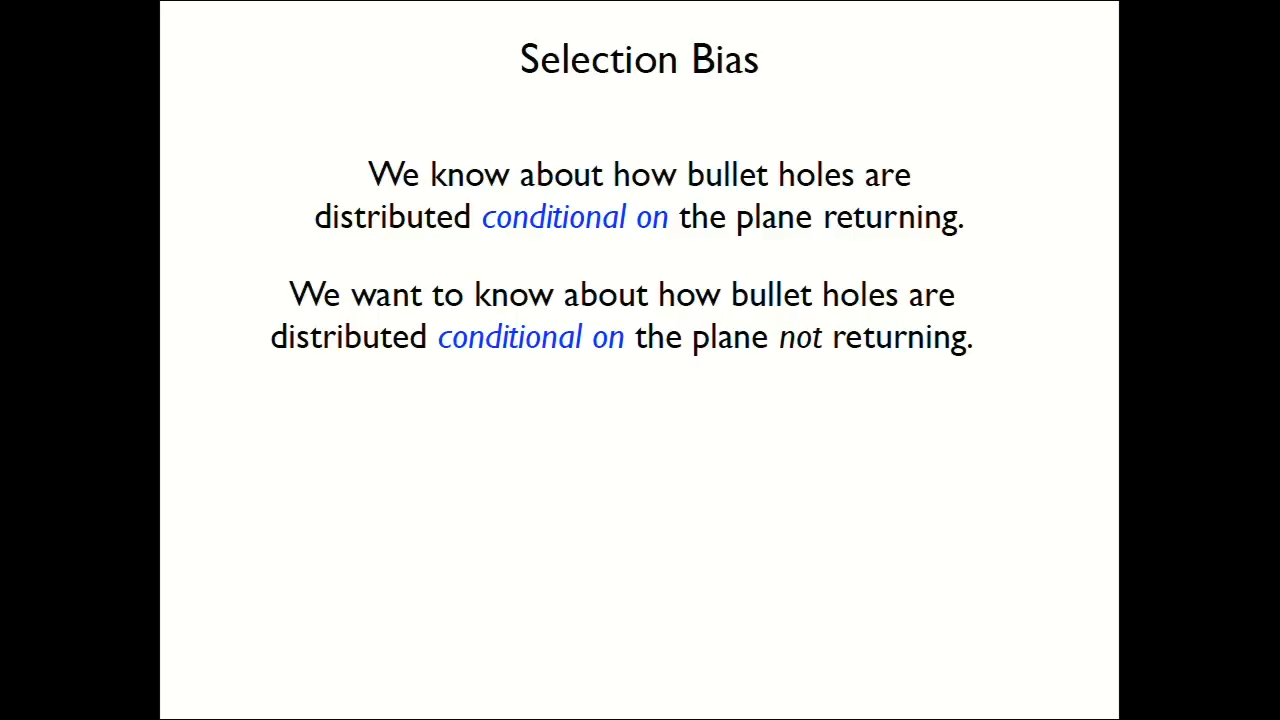 Selection Bias
We know about how bullet holes are
distributed conditional on the plane returning.
We want to know about how bullet holes are
distributed conditional on the plane not returning.